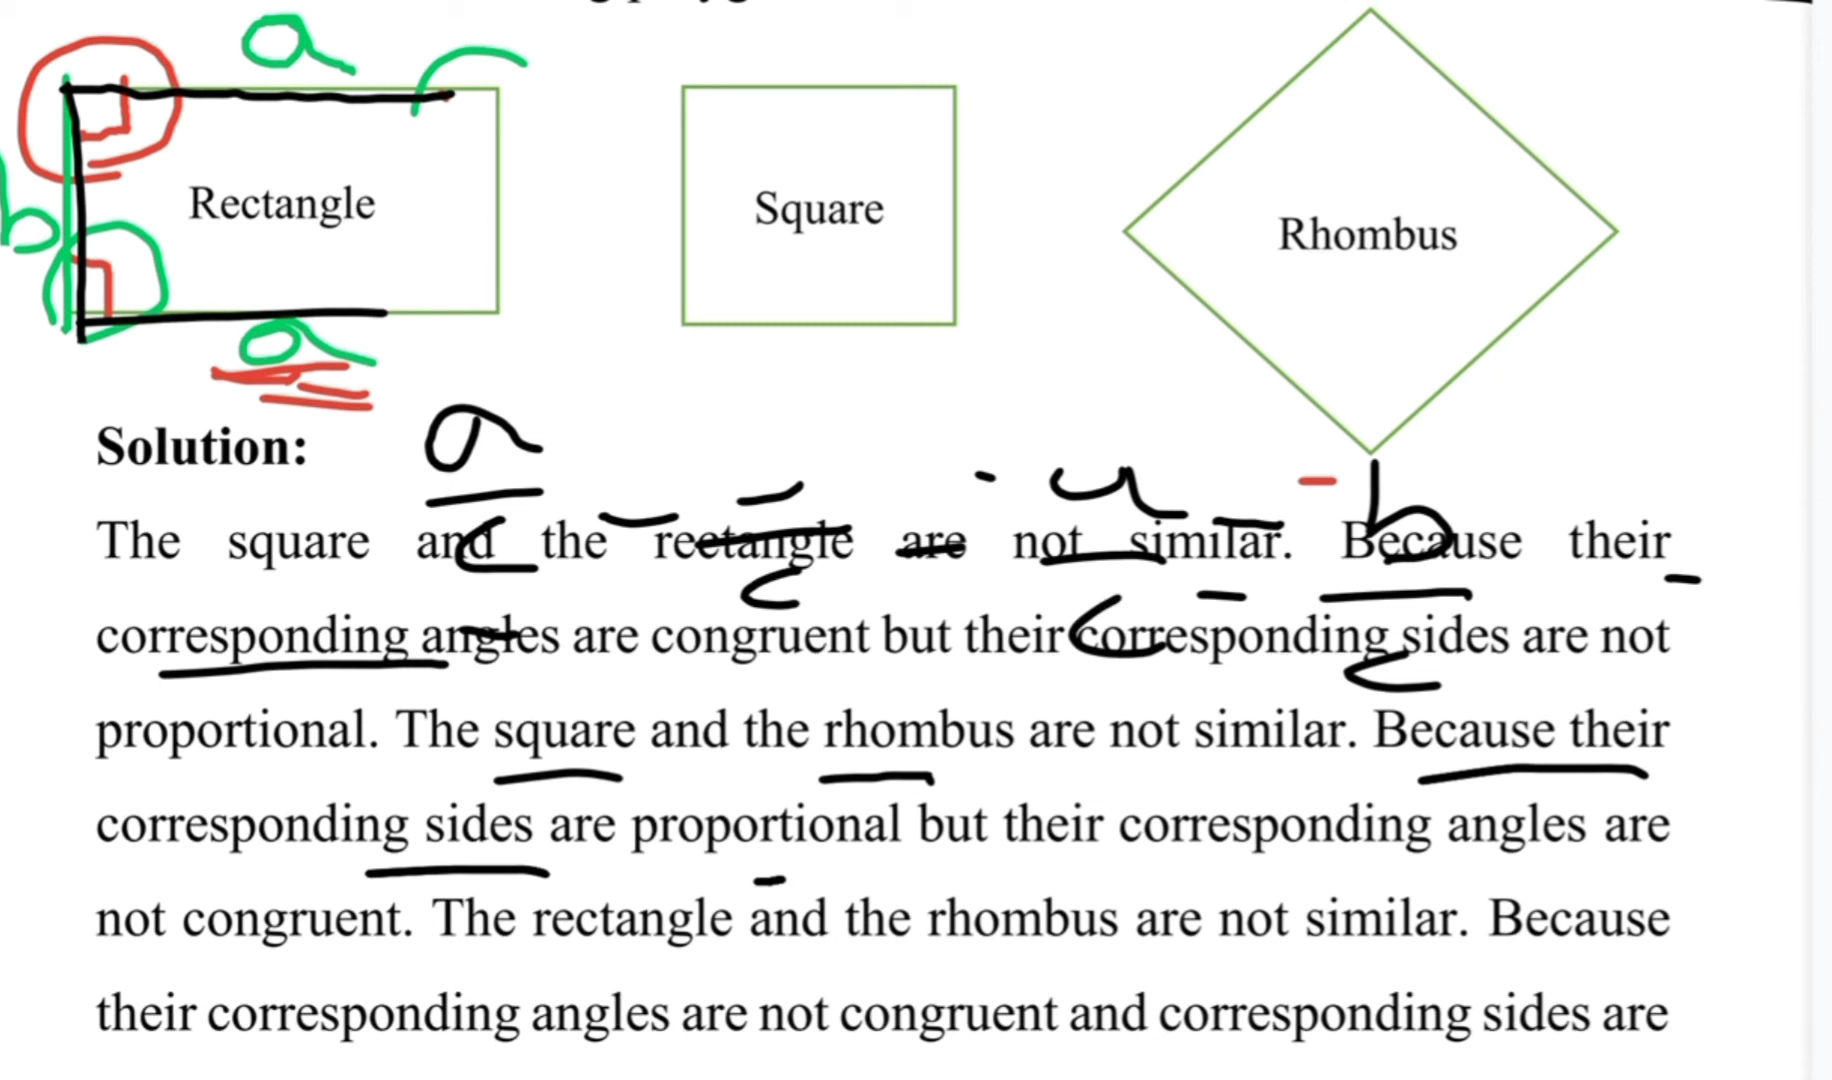 a
Rectangle
Square
Rhombus
b
a
Solution:
a
b
The square and the rectangle are not similar. Because their
corresponding angles are congruent but their corresponding sides are not
proportional. The square and the rhombus are not similar. Because their
corresponding sides are proportional but their corresponding angles are
not congruent. The rectangle and the rhombus are not similar. Because
their corresponding angles are not congruent and corresponding sides are